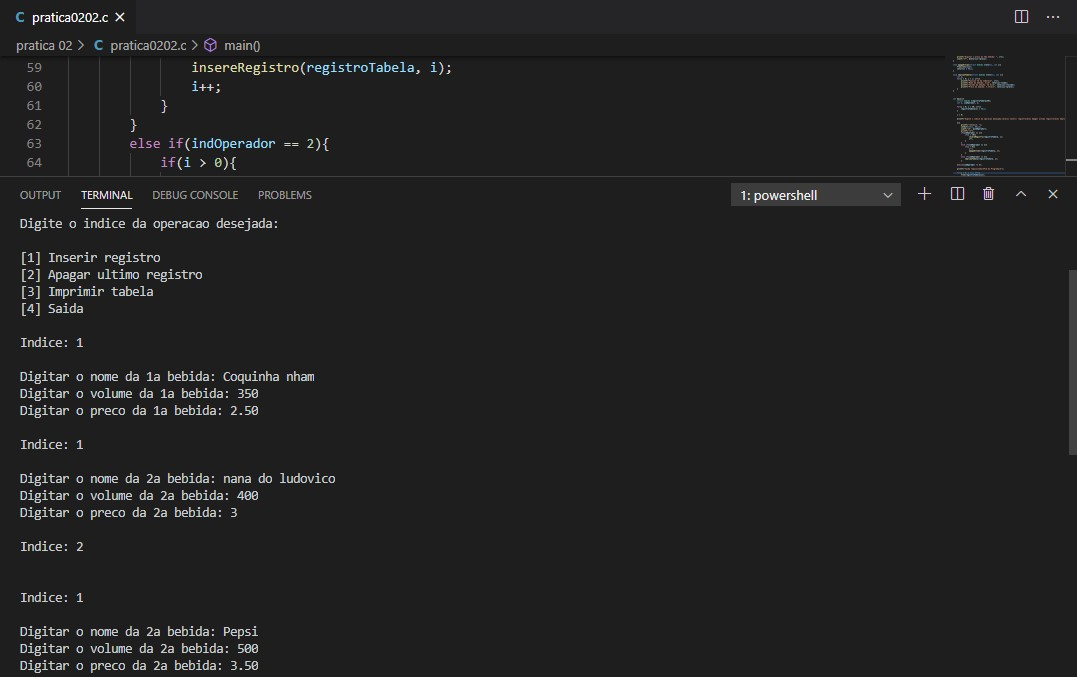 C pratica0202.c
pratica 02 > C pratica0202.c > main()
59 insereRegistro(registroTabela, i);
60 i++;
61 }
62 }
63 else if(indOperador == 2){
64 if(i > 0){
OUTPUT TERMINAL DEBUG CONSOLE PROBLEMS 1: powershell
Digite o indice da operacao desejada:
[1] Inserir registro
[2] Apagar ultimo registro
[3] Imprimir tabela
[4] Saida
Indice: 1
Digitar o nome da 1a bebida: Coquinha nham
Digitar o volume da 1a bebida: 350
Digitar o preco da 1a bebida: 2.50
Indice: 1
Digitar o nome da 2a bebida: nana do ludovico
Digitar o volume da 2a bebida: 400
Digitar o preco da 2a bebida: 3
Indice: 2
Indice: 1
Digitar o nome da 2a bebida: Pepsi
Digitar o volume da 2a bebida: 500
Digitar o preco da 2a bebida: 3.50